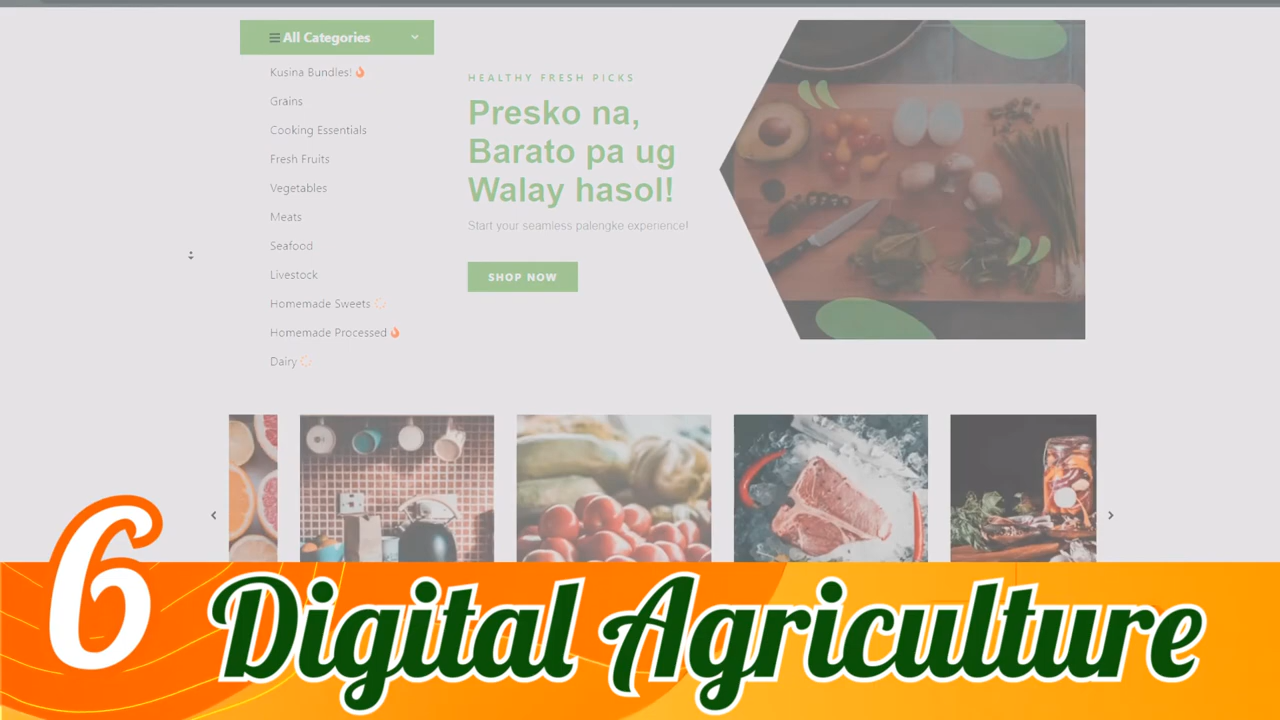 All Categories
Kusina Bundles!
Grains
Cooking Essentials
Fresh Fruits
Vegetables
Meats
Seafood
Livestock
Homemade Sweets
Homemade Processed
Dairy
HEALTHY FRESH PICKS
Presko na,
Barato pa ug
Walay hasol!
Start your seamless palengke experience!
SHOP NOW
6
Digital Agriculture